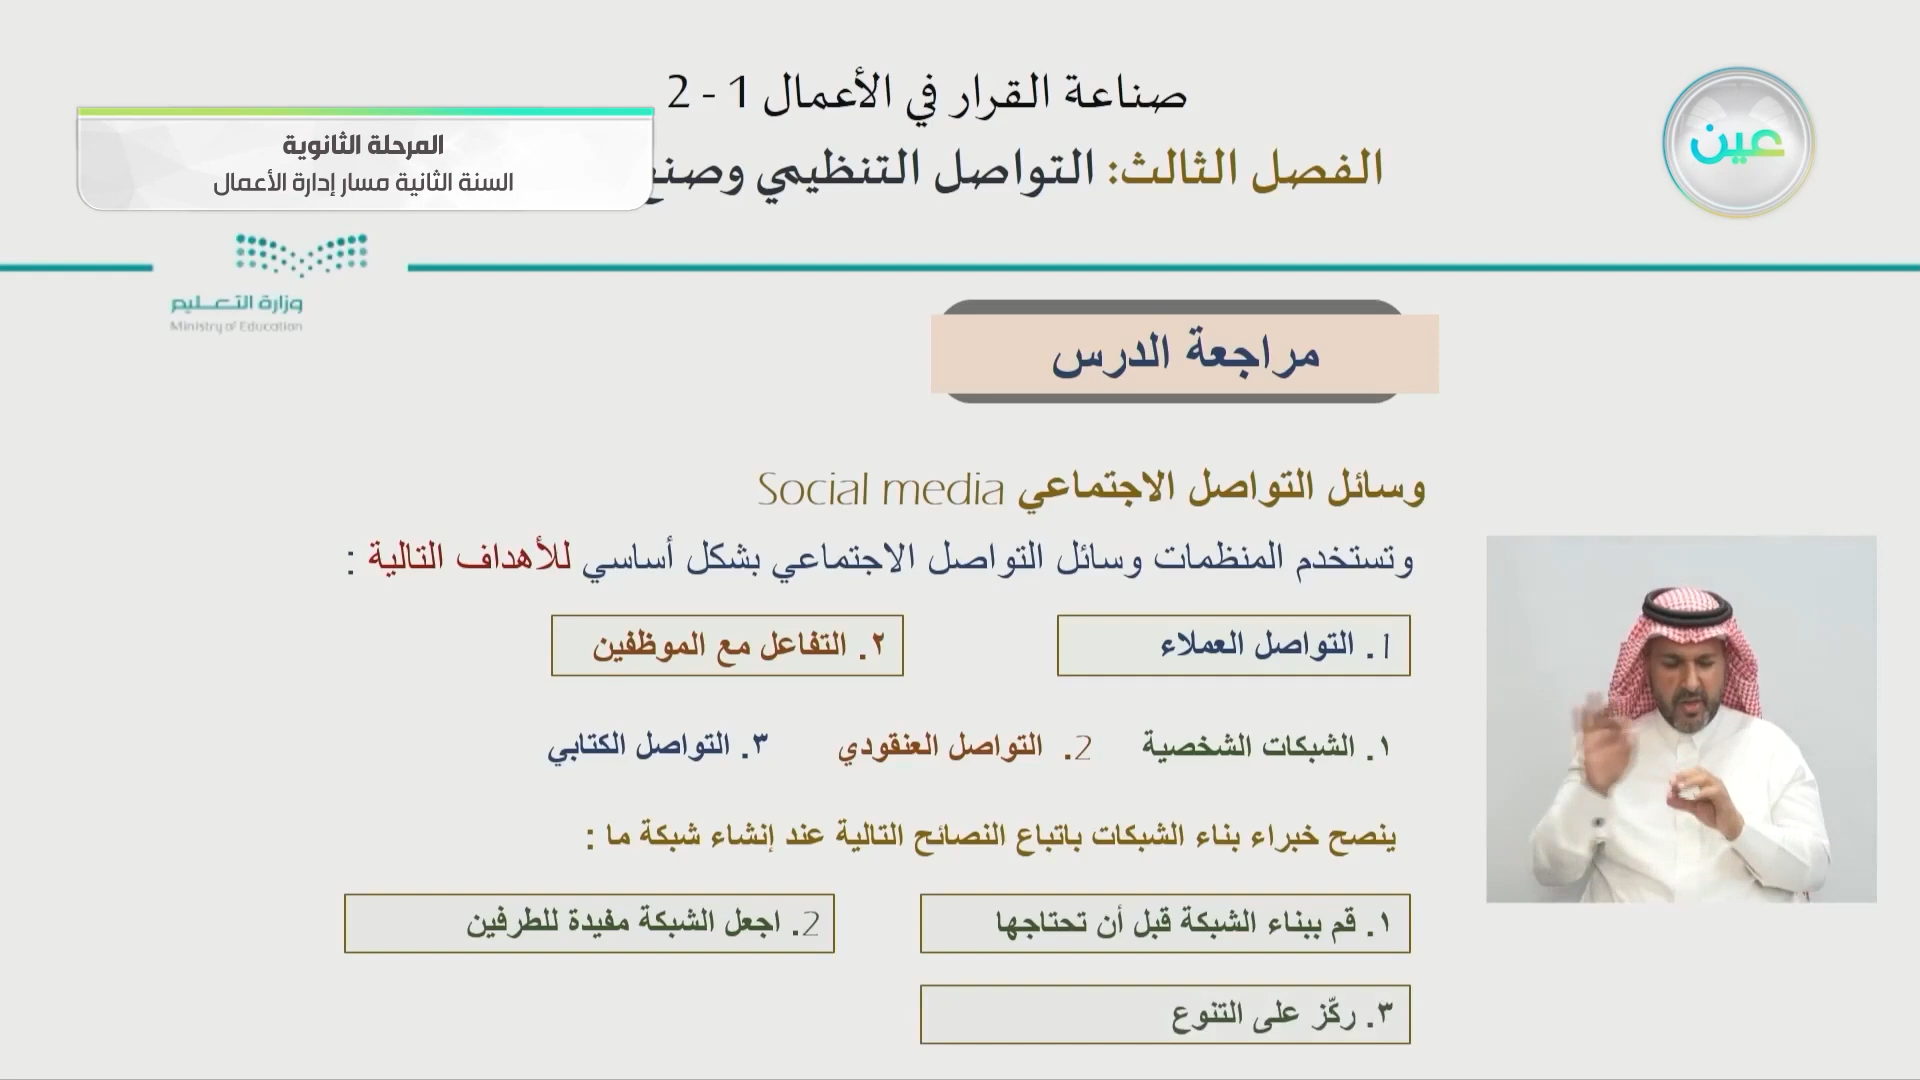 صناعة القرار في الأعمال 1 - 2
الفصل الثالث: التواصل التنظيمي
المرحلة الثانوية
السنة الثانية مسار إدارة الأعمال
عين
وزارة التعليم
Ministry of Education
مراجعة الدرس
وسائل التواصل الاجتماعي Social media
وتستخدم المنظمات وسائل التواصل الاجتماعي بشكل أساسي للأهداف التالية :
١. التواصل العملاء
٢. التفاعل مع الموظفين
١. الشبكات الشخصية
2. التواصل العنقودي
٣. التواصل الكتابي
ينصح خبراء بناء الشبكات باتباع النصائح التالية عند إنشاء شبكة ما :
١. قم ببناء الشبكة قبل أن تحتاجها
2. اجعل الشبكة مفيدة للطرفين
٣. ركّز على التنوع